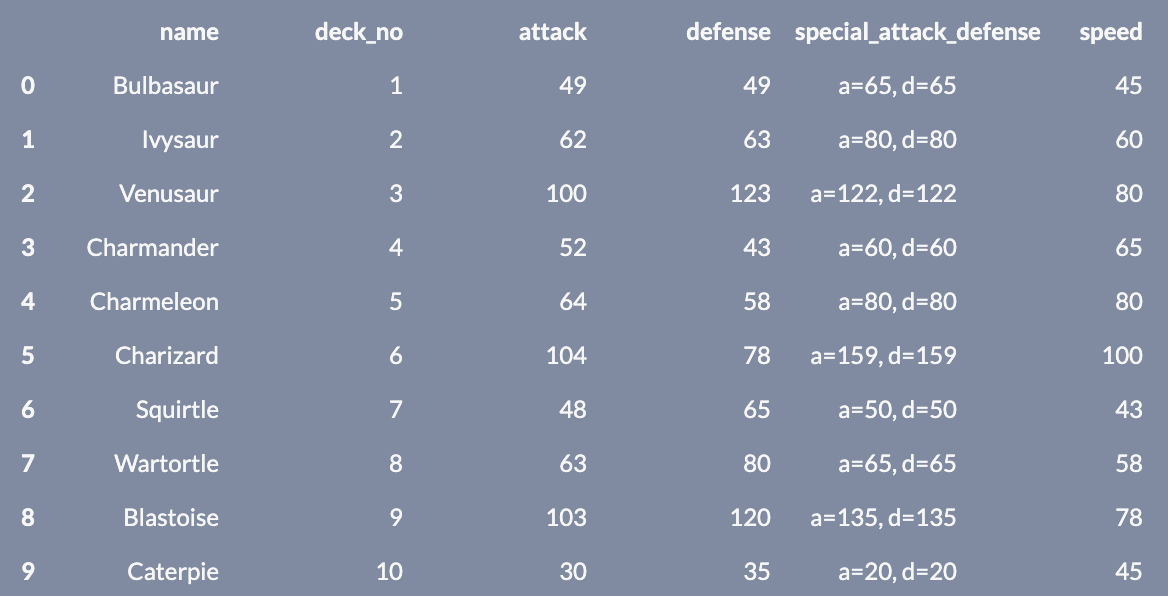 name deck_no attack defense special_attack_defense speed
0 Bulbasaur 1 49 49 a=65, d=65 45
1 Ivysaur 2 62 63 a=80, d=80 60
2 Venusaur 3 100 123 a=122, d=122 80
3 Charmander 4 52 43 a=60, d=60 65
4 Charmeleon 5 64 58 a=80, d=80 80
5 Charizard 6 104 78 a=159, d=159 100
6 Squirtle 7 48 65 a=50, d=50 43
7 Wartortle 8 63 80 a=65, d=65 58
8 Blastoise 9 103 120 a=135, d=135 78
9 Caterpie 10 30 35 a=20, d=20 45